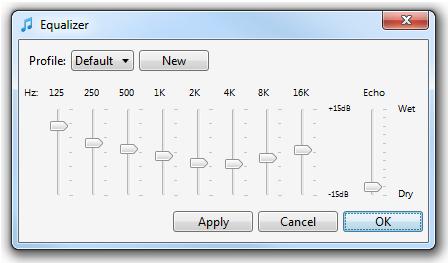 Equalizer
Profile: Default New
Hz: 125 250 500 1K 2K 4K 8K 16K Echo
+15dB Wet
-15dB Dry
Apply Cancel OK